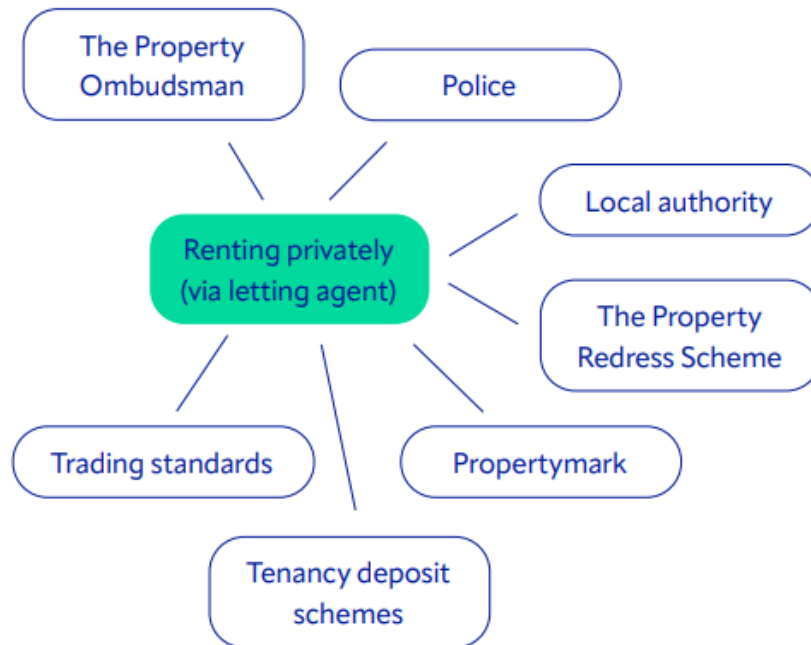 The Property
Ombudsman
Police
Local authority
Renting privately
(via letting agent)
The Property
Redress Scheme
Trading standards
Propertymark
Tenancy deposit
schemes